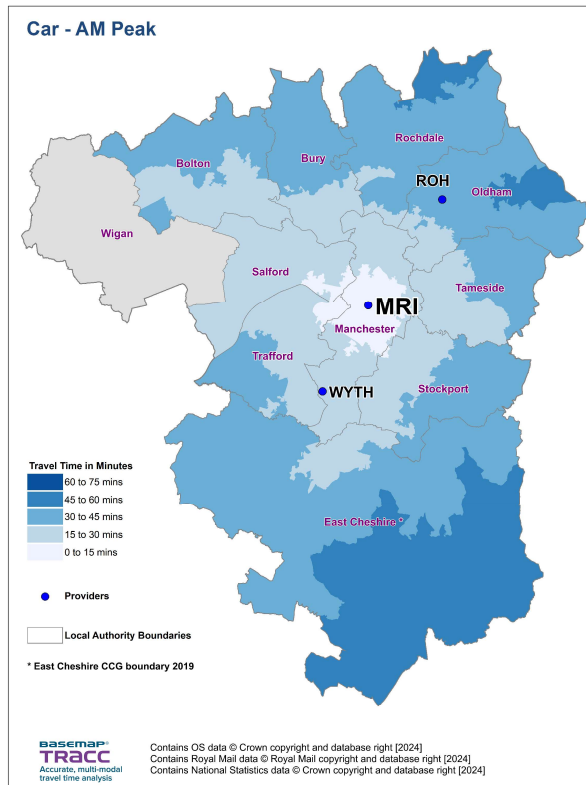 Car - AM Peak
Rochdale
Bury
Bolton
ROH
Oldham
Wigan
Salford
Tameside
MRI
Manchester
Trafford
Stockport
WYTH
Travel Time in Minutes
60 to 75 mins
45 to 60 mins
30 to 45 mins
15 to 30 mins
0 to 15 mins
East Cheshire *
Providers
Local Authority Boundaries
* East Cheshire CCG boundary 2019
BASEMAP®
TRACC
Accurate, multi-modal
travel time analysis
Contains OS data © Crown copyright and database right [2024]
Contains Royal Mail data © Royal Mail copyright and database right [2024]
Contains National Statistics data © Crown copyright and database right [2024]